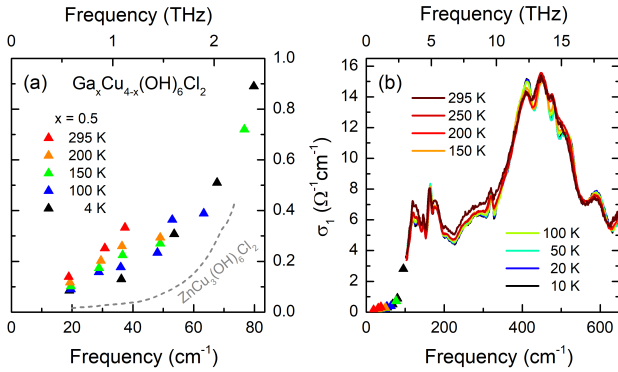 Frequency (THz)
0 1 2
(a) GaxCu4-x(OH)6Cl2
x = 0.5
295 K
200 K
150 K
100 K
4 K
ZnCu3(OH)6Cl2
1.0
0.8
0.6
0.4
0.2
0.0
0 20 40 60 80
Frequency (cm-1)
Frequency (THz)
0 5 10 15
(b)
295 K
250 K
200 K
150 K
100 K
50 K
20 K
10 K
σ1 (Ω-1cm-1)
16
14
12
10
8
6
4
2
0
0 200 400 600
Frequency (cm-1)